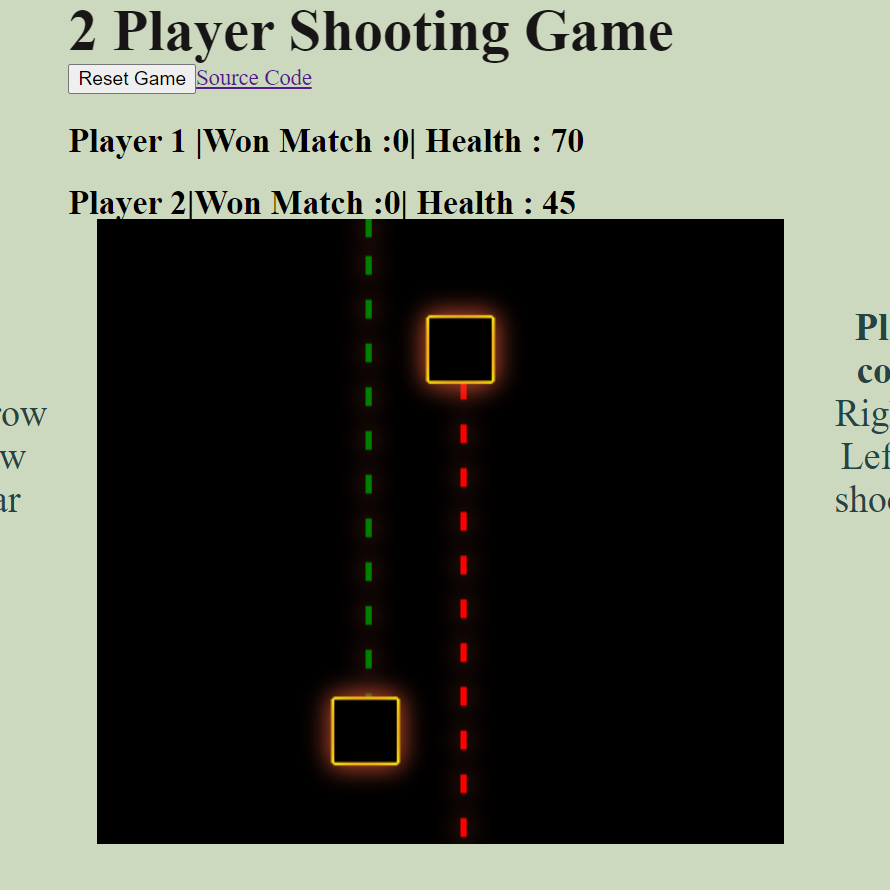 2 Player Shooting Game
Reset Game Source Code
Player 1 |Won Match :0| Health : 70
Player 2|Won Match :0| Health : 45